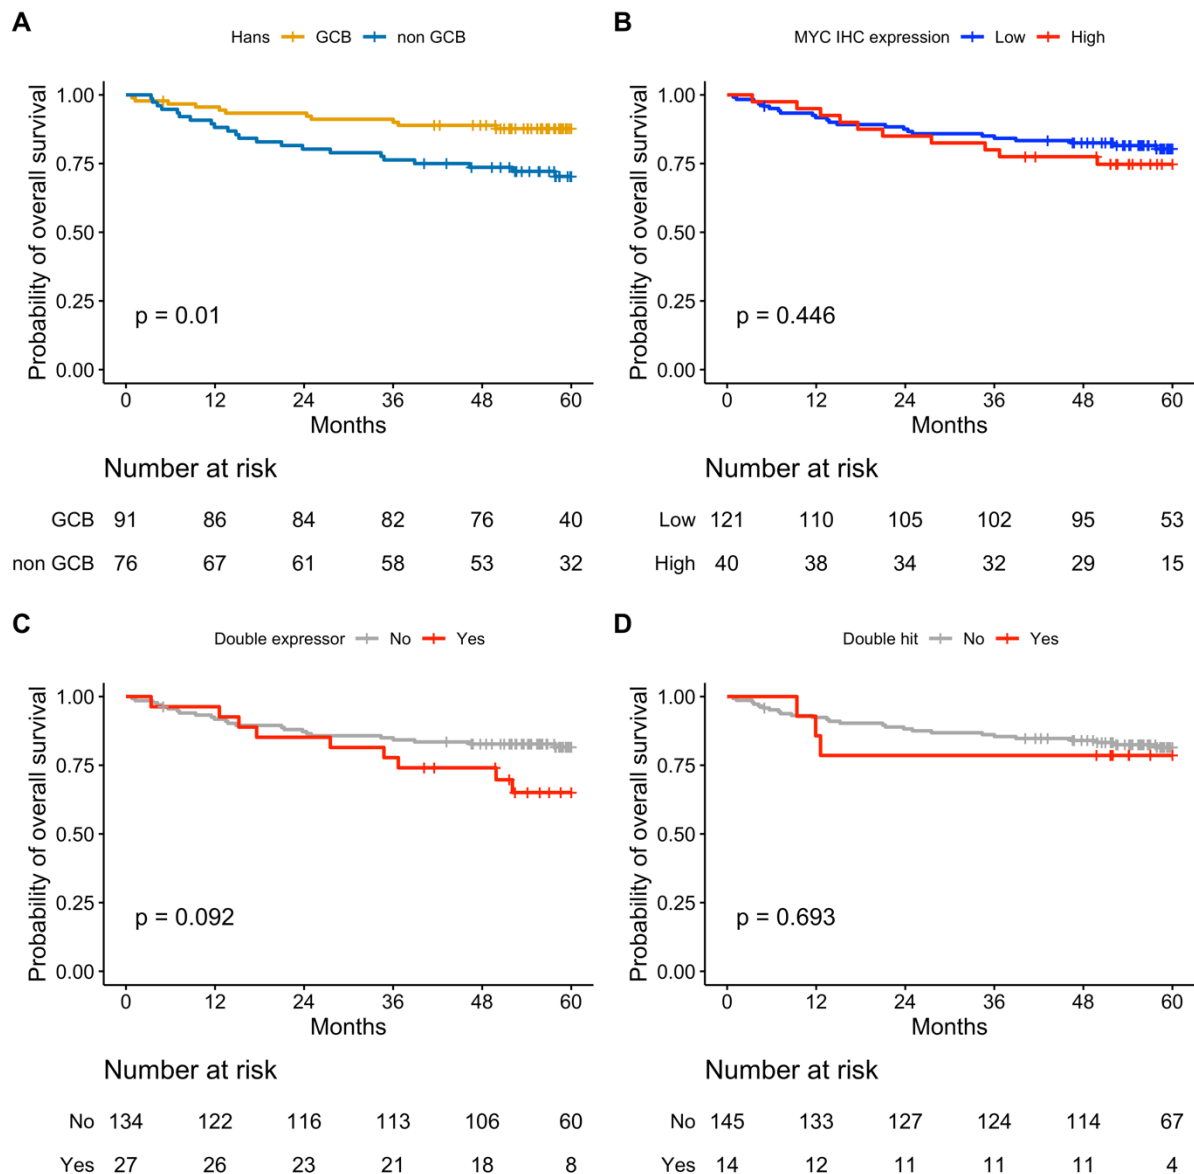 A
Hans GCB non GCB
Probability of overall survival
1.00
0.75
0.50
0.25
0.00
p = 0.01
0 12 24 36 48 60
Months
Number at risk
GCB 91 86 84 82 76 40
non GCB 76 67 61 58 53 32
B
MYC IHC expression Low High
Probability of overall survival
1.00
0.75
0.50
0.25
0.00
p = 0.446
0 12 24 36 48 60
Months
Number at risk
Low 121 110 105 102 95 53
High 40 38 34 32 29 15
C
Double expressor No Yes
Probability of overall survival
1.00
0.75
0.50
0.25
0.00
p = 0.092
0 12 24 36 48 60
Months
Number at risk
No 134 122 116 113 106 60
Yes 27 26 23 21 18 8
D
Double hit No Yes
Probability of overall survival
1.00
0.75
0.50
0.25
0.00
p = 0.693
0 12 24 36 48 60
Months
Number at risk
No 145 133 127 124 114 67
Yes 14 12 11 11 11 4